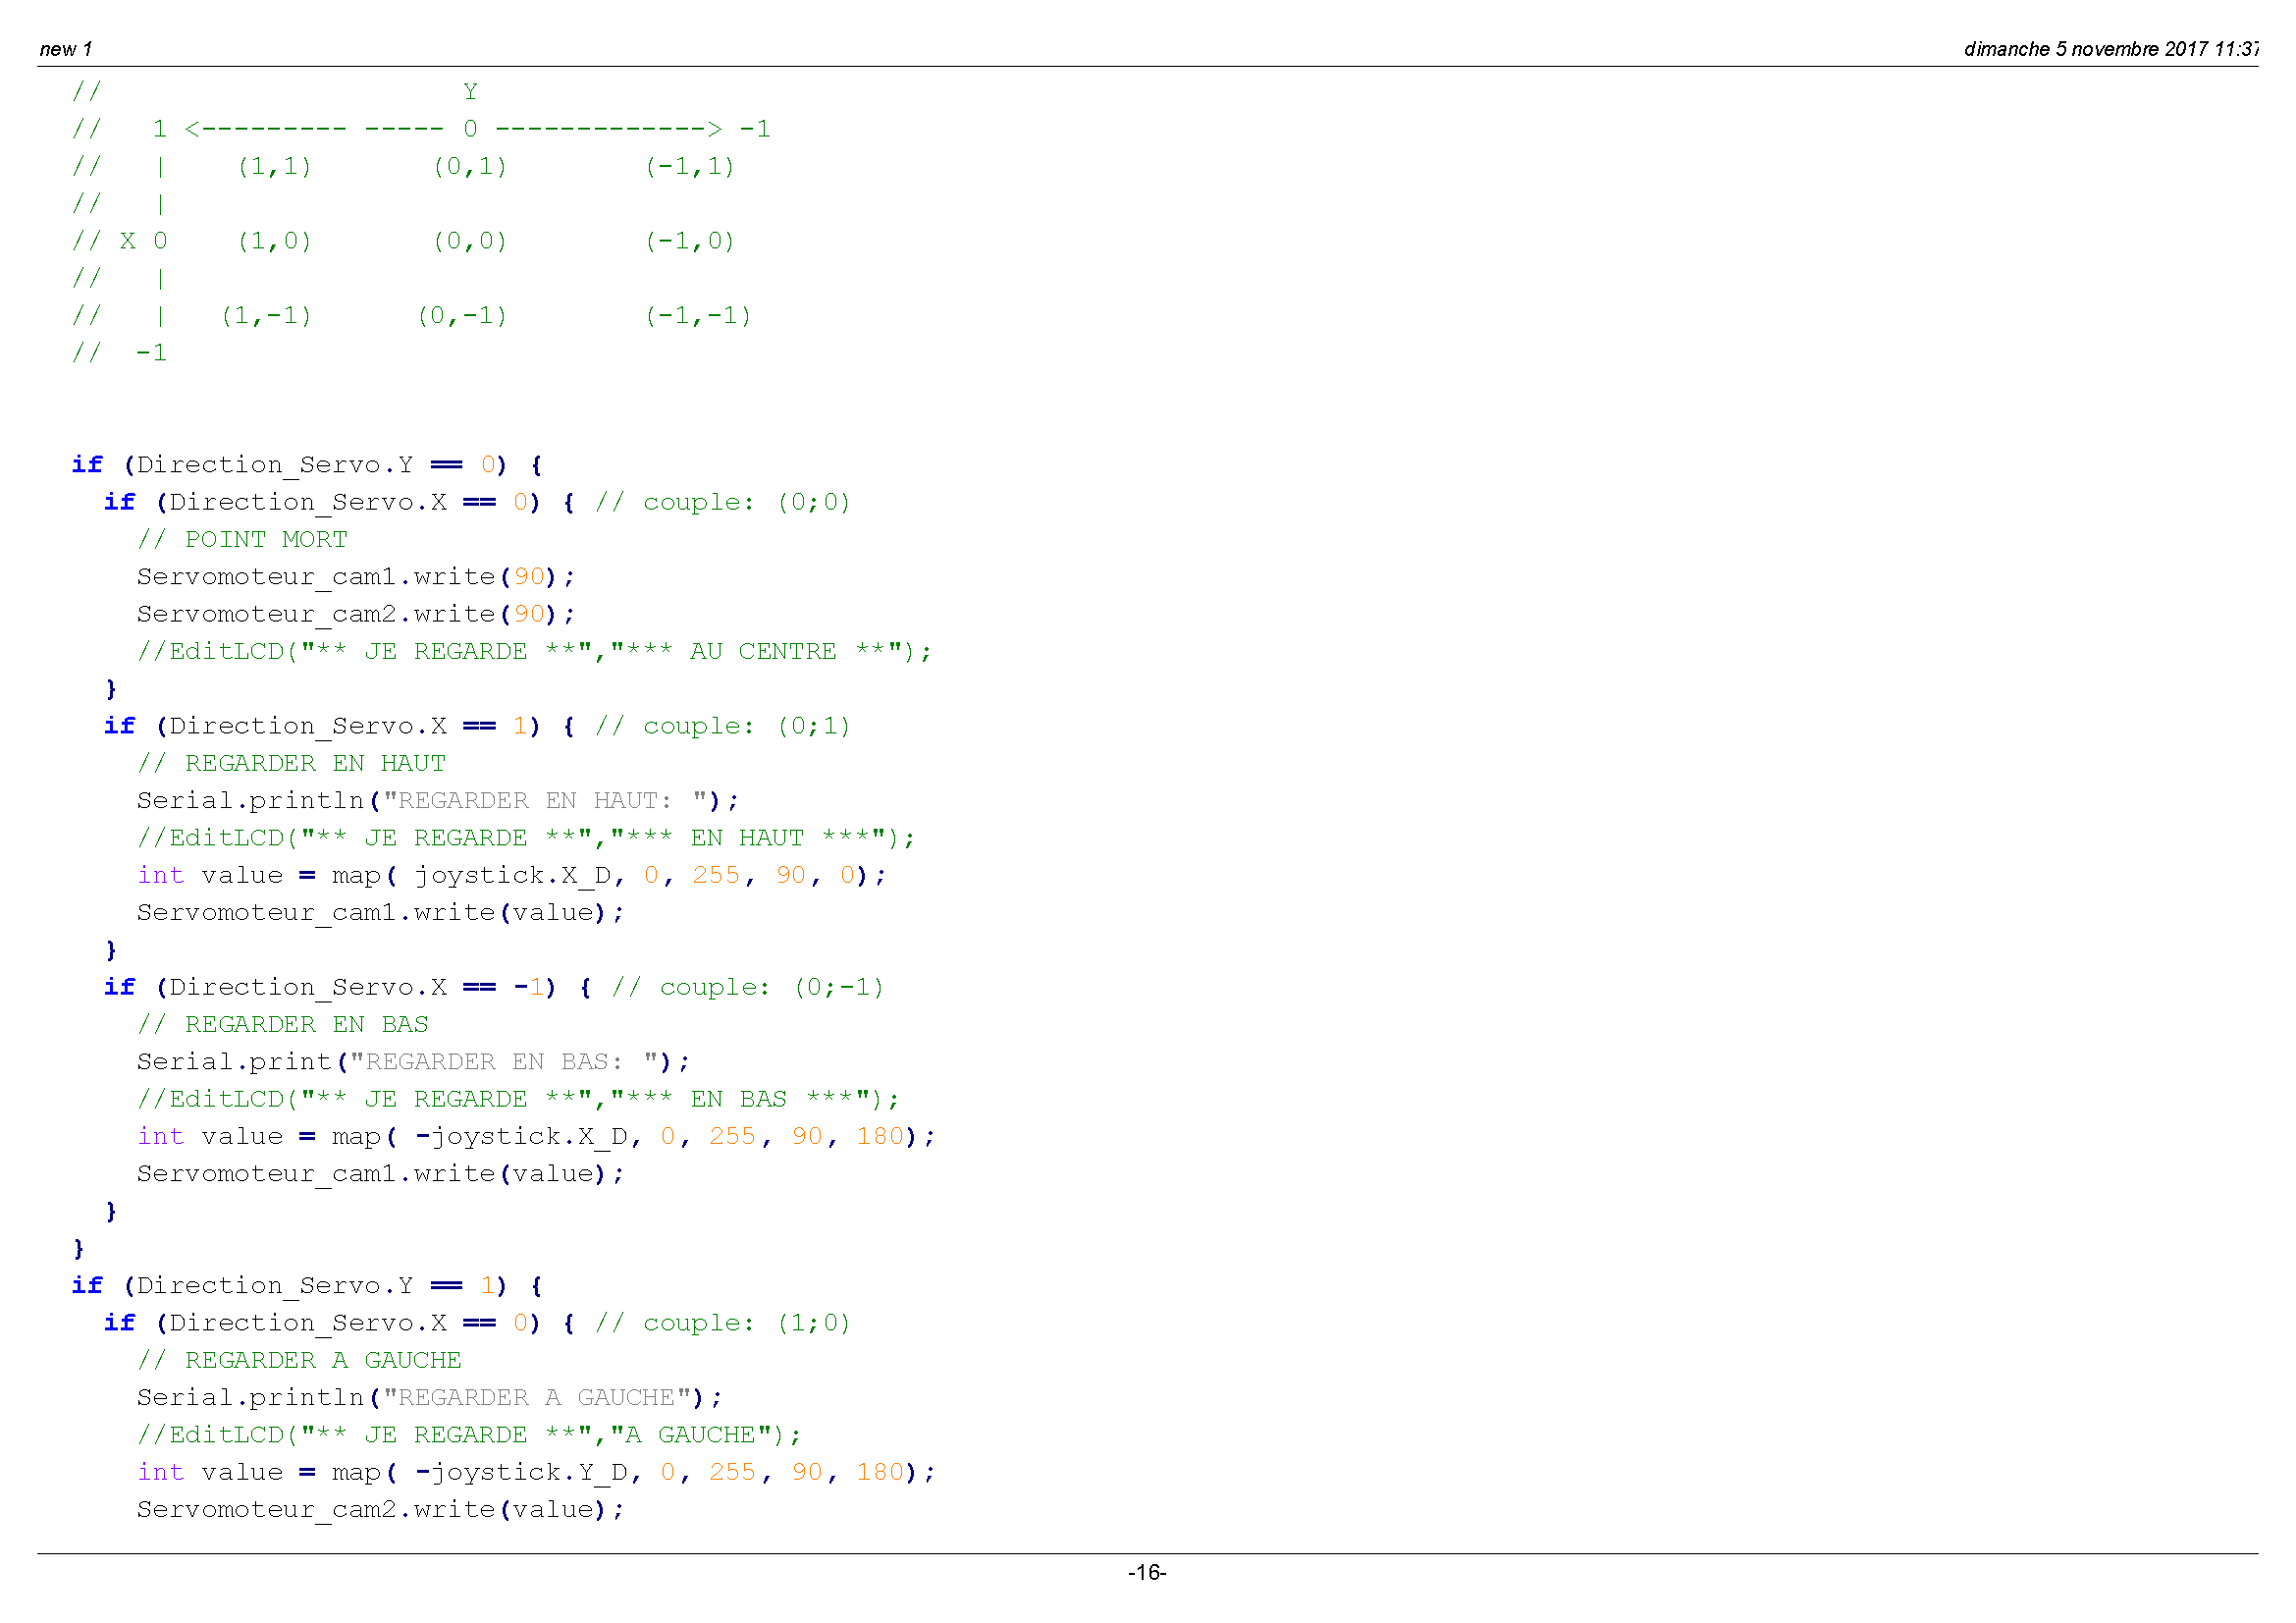 new 1
dimanche 5 novembre 2017 11:37
//                      Y
//   1 <--------- ----- 0 -------------> -1
//   |    (1,1)       (0,1)        (-1,1)
//   |
// X 0    (1,0)       (0,0)        (-1,0)
//   |
//   |   (1,-1)      (0,-1)        (-1,-1)
//  -1
if (Direction_Servo.Y == 0) {
  if (Direction_Servo.X == 0) { // couple: (0;0)
    // POINT MORT
    Servomoteur_cam1.write(90);
    Servomoteur_cam2.write(90);
    //EditLCD("** JE REGARDE **","*** AU CENTRE **");
  }
  if (Direction_Servo.X == 1) { // couple: (0;1)
    // REGARDER EN HAUT
    Serial.println("REGARDER EN HAUT: ");
    //EditLCD("** JE REGARDE **","*** EN HAUT ***");
    int value = map( joystick.X_D, 0, 255, 90, 0);
    Servomoteur_cam1.write(value);
  }
  if (Direction_Servo.X == -1) { // couple: (0;-1)
    // REGARDER EN BAS
    Serial.print("REGARDER EN BAS: ");
    //EditLCD("** JE REGARDE **","*** EN BAS ***");
    int value = map( -joystick.X_D, 0, 255, 90, 180);
    Servomoteur_cam1.write(value);
  }
}
if (Direction_Servo.Y == 1) {
  if (Direction_Servo.X == 0) { // couple: (1;0)
    // REGARDER A GAUCHE
    Serial.println("REGARDER A GAUCHE");
    //EditLCD("** JE REGARDE **","A GAUCHE");
    int value = map( -joystick.Y_D, 0, 255, 90, 180);
    Servomoteur_cam2.write(value);
-16-